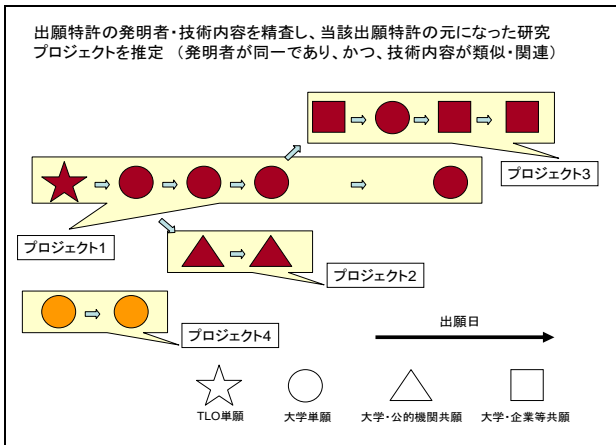 出願特許の発明者・技術内容を精査し、当該出願特許の元になった研究
プロジェクトを推定 （発明者が同一であり、かつ、技術内容が類似・関連）
プロジェクト3
プロジェクト1
プロジェクト2
プロジェクト4
出願日
TLO単願
大学単願
大学・公的機関共願
大学・企業等共願